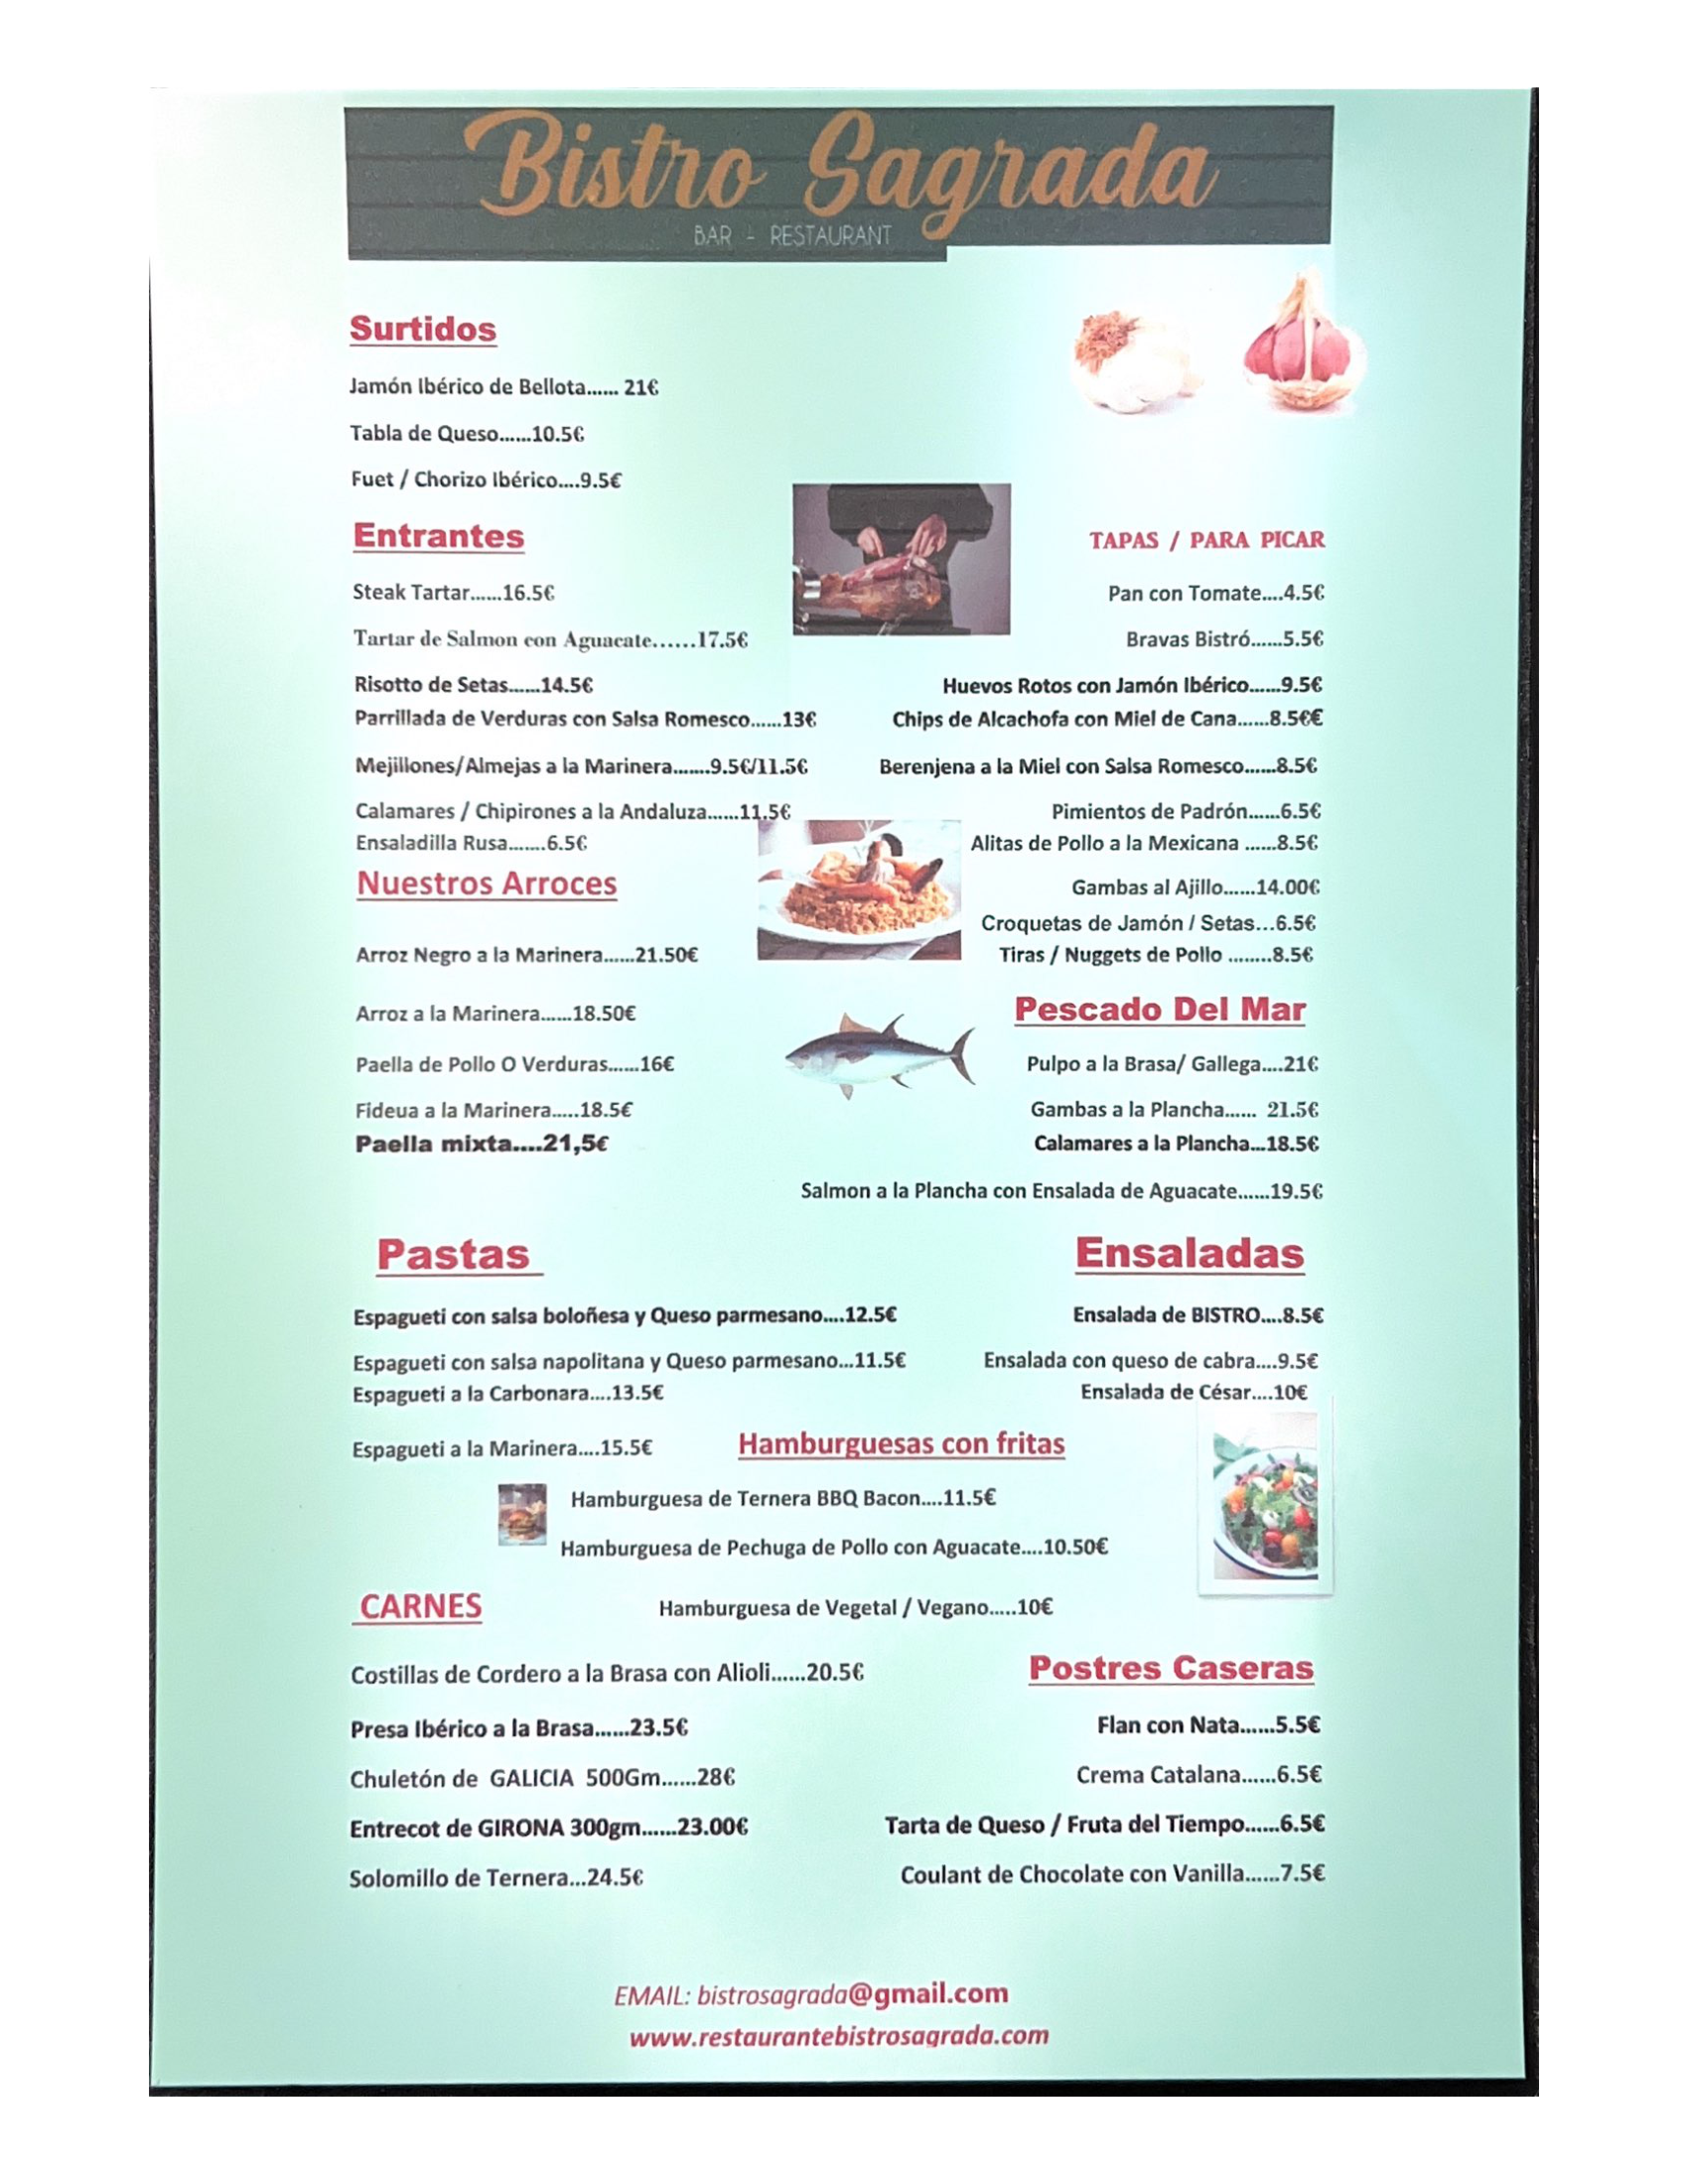 Bistro Sagrada
BAR - RESTAURANT
Surtidos
Jamón Ibérico de Bellota...... 21€
Tabla de Queso......10.5€
Fuet / Chorizo Ibérico....9.5€
Entrantes
Steak Tartar......16.5€
Tartar de Salmon con Aguacate......17.5€
Risotto de Setas......14.5€
Parrillada de Verduras con Salsa Romesco......13€
Mejillones/Almejas a la Marinera.......9.5€/11.5€
Calamares / Chipirones a la Andaluza......11.5€
Ensaladilla Rusa.......6.5€
Nuestros Arroces
Arroz Negro a la Marinera......21.50€
Arroz a la Marinera......18.50€
Paella de Pollo O Verduras......16€
Fideua a la Marinera.....18.5€
Paella mixta....21,5€
TAPAS / PARA PICAR
Pan con Tomate....4.5€
Bravas Bistró......5.5€
Huevos Rotos con Jamón Ibérico......9.5€
Chips de Alcachofa con Miel de Cana......8.5€€
Berenjena a la Miel con Salsa Romesco......8.5€
Pimientos de Padrón......6.5€
Alitas de Pollo a la Mexicana ......8.5€
Gambas al Ajillo......14.00€
Croquetas de Jamón / Setas...6.5€
Tiras / Nuggets de Pollo ........8.5€
Pescado Del Mar
Pulpo a la Brasa/ Gallega....21€
Gambas a la Plancha...... 21.5€
Calamares a la Plancha...18.5€
Salmon a la Plancha con Ensalada de Aguacate......19.5€
Pastas
Espagueti con salsa boloñesa y Queso parmesano....12.5€
Espagueti con salsa napolitana y Queso parmesano...11.5€
Espagueti a la Carbonara....13.5€
Espagueti a la Marinera....15.5€
Ensaladas
Ensalada de BISTRO....8.5€
Ensalada con queso de cabra....9.5€
Ensalada de César....10€
Hamburguesas con fritas
Hamburguesa de Ternera BBQ Bacon....11.5€
Hamburguesa de Pechuga de Pollo con Aguacate....10.50€
Hamburguesa de Vegetal / Vegano.....10€
CARNES
Costillas de Cordero a la Brasa con Alioli......20.5€
Presa Ibérico a la Brasa......23.5€
Chuletón de GALICIA 500Gm......28€
Entrecot de GIRONA 300gm......23.00€
Solomillo de Ternera...24.5€
Postres Caseras
Flan con Nata......5.5€
Crema Catalana......6.5€
Tarta de Queso / Fruta del Tiempo......6.5€
Coulant de Chocolate con Vanilla......7.5€
EMAIL: bistrosagrada@gmail.com
www.restaurantebistrosagrada.com